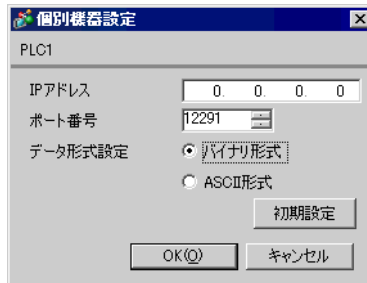 個別機器設定
PLC1
IPアドレス 0. 0. 0. 0
ポート番号 12291
データ形式設定 バイナリ形式
ASCII形式
初期設定
OK(O) キャンセル